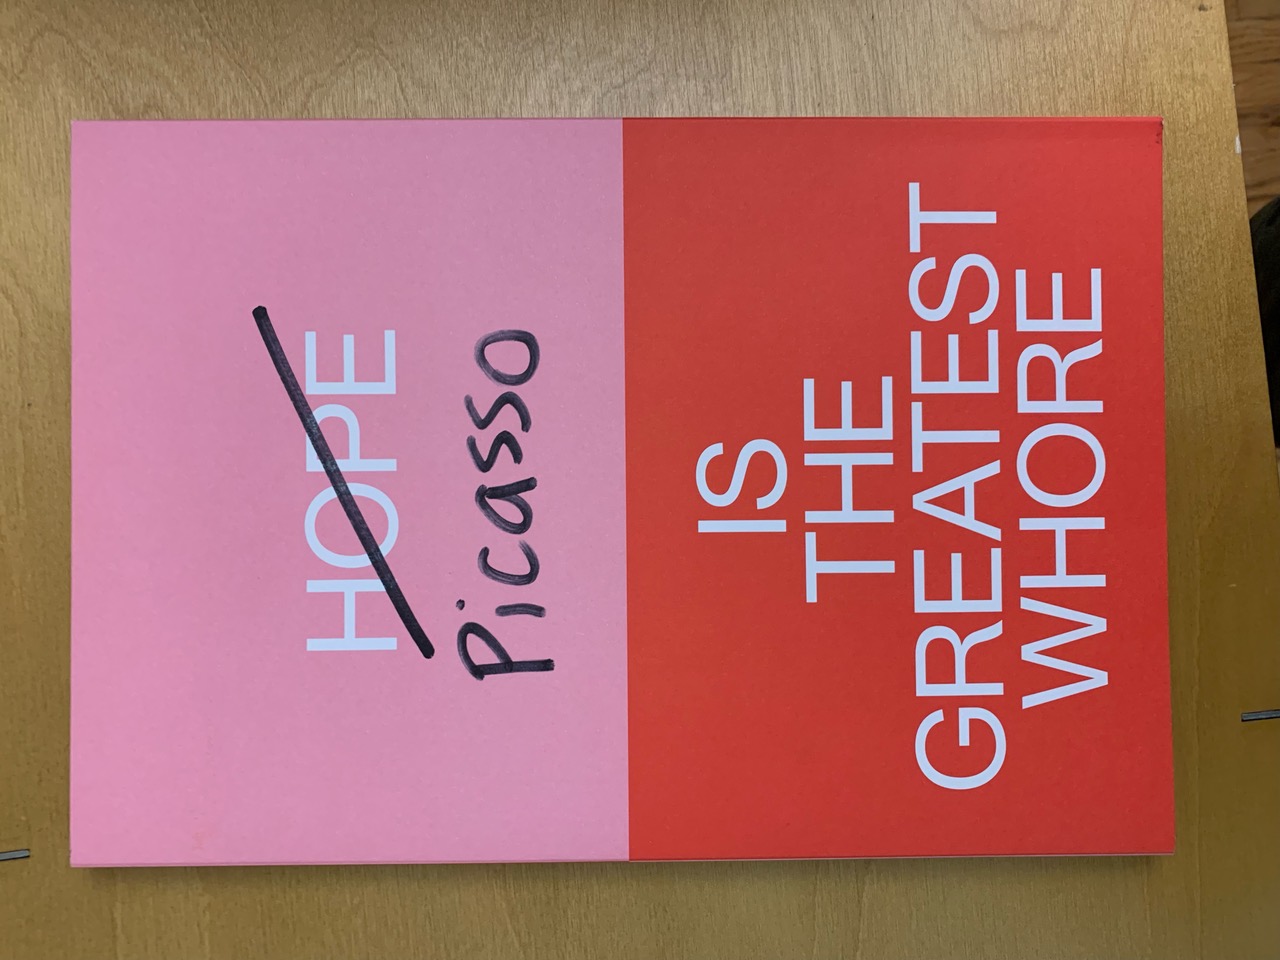 HOPE
Picasso
IS
THE
GREATEST
WHORE